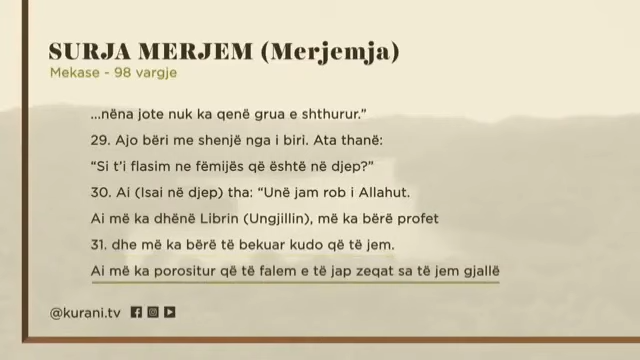 SURJA MERJEM (Merjemja)
Mekase - 98 vargje
...nëna jote nuk ka qenë grua e shthurur.”
29. Ajo bëri me shenjë nga i biri. Ata thanë:
“Si t’i flasim ne fëmijës që është në djep?”
30. Ai (Isai në djep) tha: “Unë jam rob i Allahut.
Ai më ka dhënë Librin (Ungjillin), më ka bërë profet
31. dhe më ka bërë të bekuar kudo që të jem.
Ai më ka porositur që të falem e të jap zeqat sa të jem gjallë
@kurani.tv